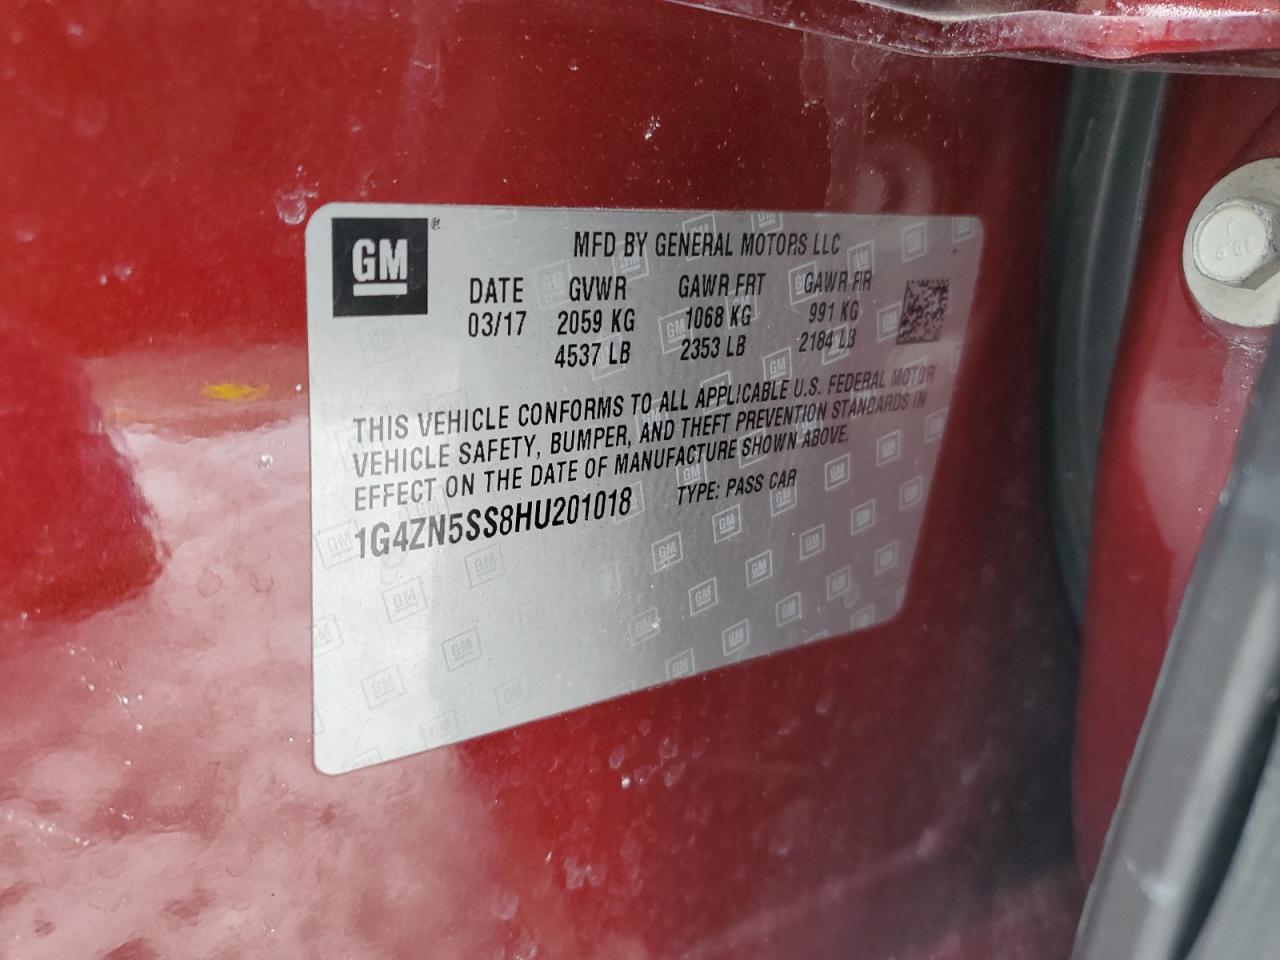 GM®
MFD BY GENERAL MOTORS LLC
DATE GVWR GAWR FRT GAWR RR
03/17 2059 KG 1068 KG 991 KG
4537 LB 2353 LB 2184 LB
THIS VEHICLE CONFORMS TO ALL APPLICABLE U.S. FEDERAL MOTOR
VEHICLE SAFETY, BUMPER, AND THEFT PREVENTION STANDARDS IN
EFFECT ON THE DATE OF MANUFACTURE SHOWN ABOVE.
1G4ZN5SS8HU201018 TYPE: PASS CAR